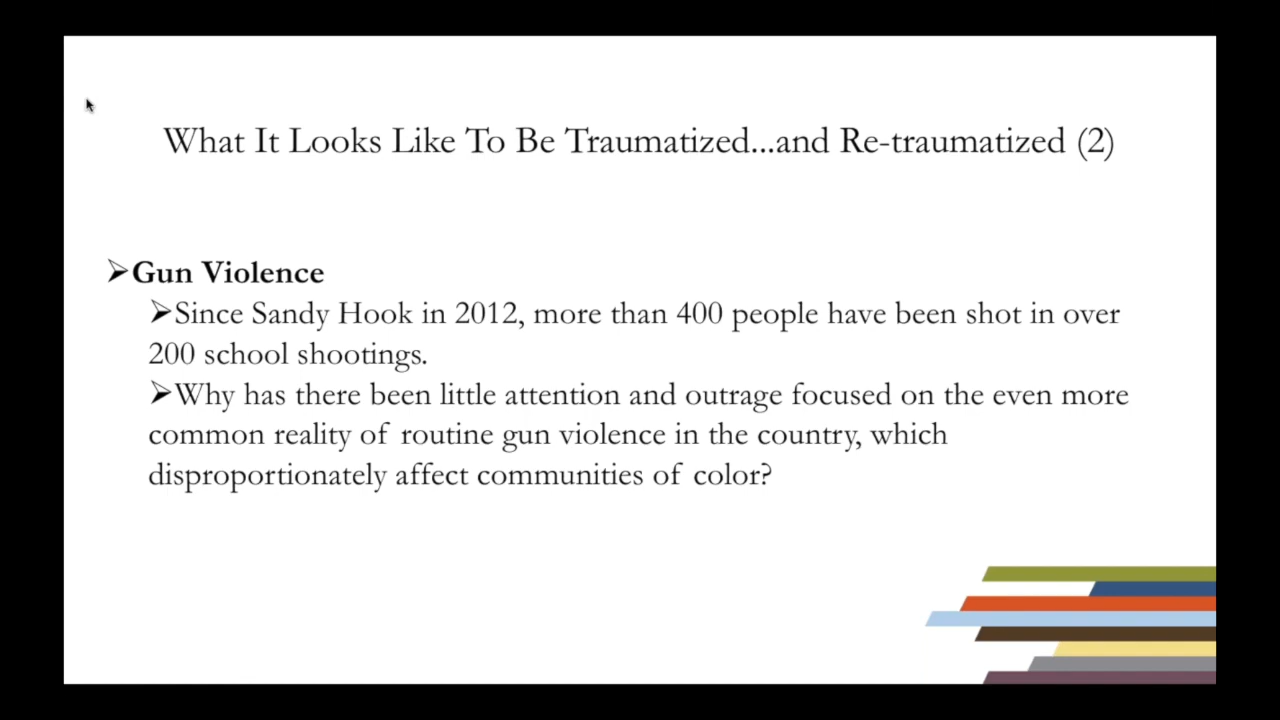 What It Looks Like To Be Traumatized...and Re-traumatized (2)
➢Gun Violence
➢Since Sandy Hook in 2012, more than 400 people have been shot in over
200 school shootings.
➢Why has there been little attention and outrage focused on the even more
common reality of routine gun violence in the country, which
disproportionately affect communities of color?